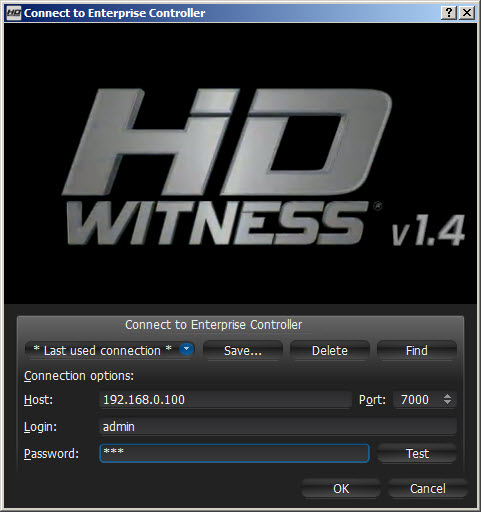 HD Connect to Enterprise Controller
HD
WITNESS® v1.4
Connect to Enterprise Controller
* Last used connection * Save... Delete Find
Connection options:
Host: 192.168.0.100 Port: 7000
Login: admin
Password: *** Test
OK Cancel